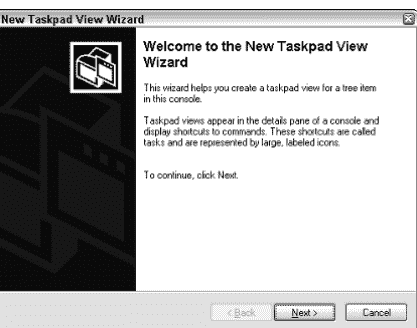 New Taskpad View Wizard
Welcome to the New Taskpad View
Wizard
This wizard helps you create a taskpad view for a tree item
in this console.
Taskpad views appear in the details pane of a console and
display shortcuts to commands. These shortcuts are called
tasks and are represented by large, labeled icons.
To continue, click Next.
< Back
Next >
Cancel